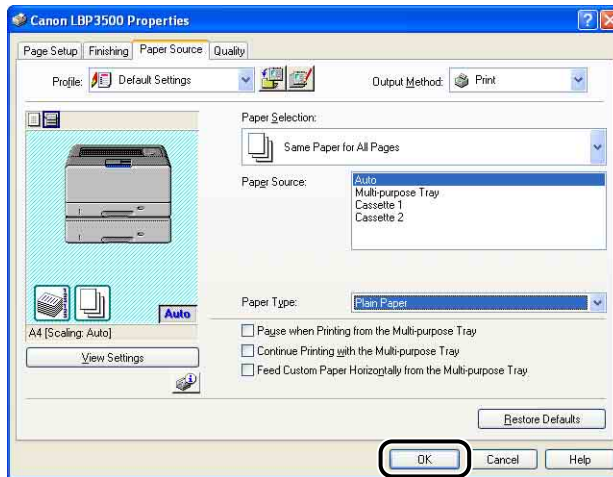 Canon LBP3500 Properties
Page Setup Finishing Paper Source Quality
Profile: Default Settings Output Method: Print
Paper Selection:
Same Paper for All Pages
Paper Source: Auto
Multi-purpose Tray
Cassette 1
Cassette 2
Auto
Paper Type: Plain Paper
A4 [Scaling: Auto]
Pause when Printing from the Multi-purpose Tray
View Settings
Continue Printing with the Multi-purpose Tray
Feed Custom Paper Horizontally from the Multi-purpose Tray
Restore Defaults
OK Cancel Help